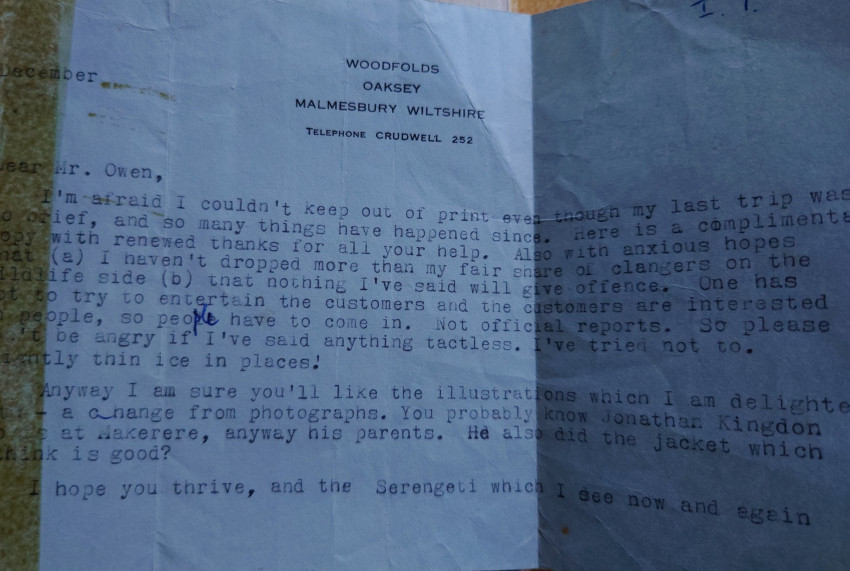 I. T.
WOODFOLDS
OAKSEY
MALMESBURY WILTSHIRE
TELEPHONE CRUDWELL 252
December
ear Mr. Owen,
I'm afraid I couldn't keep out of print even though my last trip was
o brief, and so many things have happened since. Here is a complimenta
opy with renewed thanks for all your help. Also with anxious hopes
hat (a) I haven't dropped more than my fair share of clangers on the
ildlife side (b) that nothing I've said will give offence. One has
ot to try to entertain the customers and the customers are interested
n people, so people have to come in. Not official reports. So please
't be angry if I've said anything tactless. I've tried not to.
ightly thin ice in places!
Anyway I am sure you'll like the illustrations which I am delighte
- a change from photographs. You probably know Jonathan Kingdon
at Makerere, anyway his parents. He also did the jacket which
think is good?
I hope you thrive, and the Serengeti which I see now and again